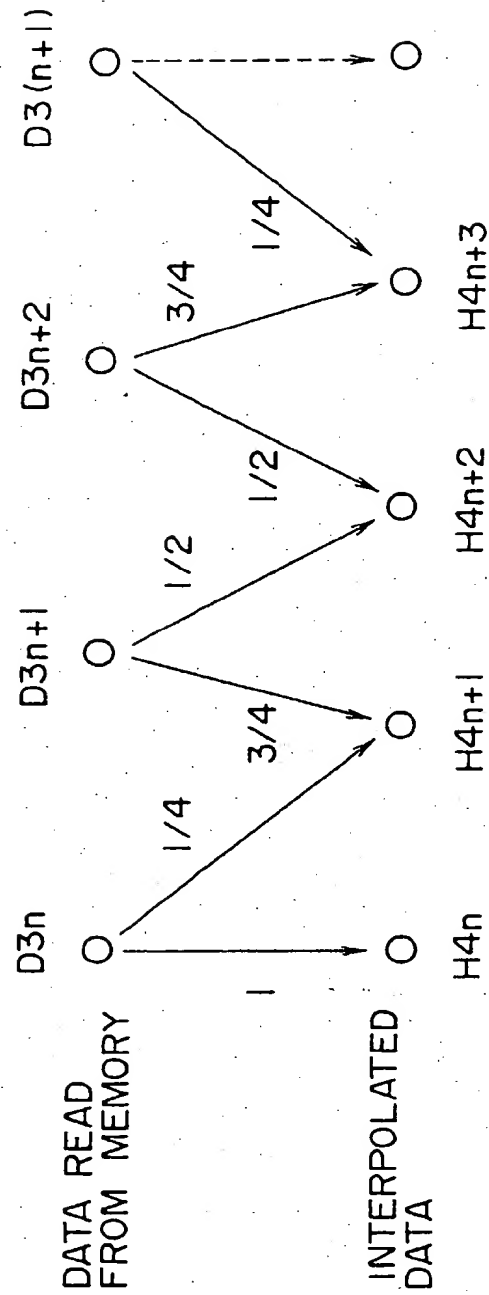 DATA READ
FROM MEMORY
D3n
D3n+1
D3n+2
D3(n+1)
1
1/4
3/4
1/2
1/2
3/4
1/4
INTERPOLATED
DATA
H4n
H4n+1
H4n+2
H4n+3